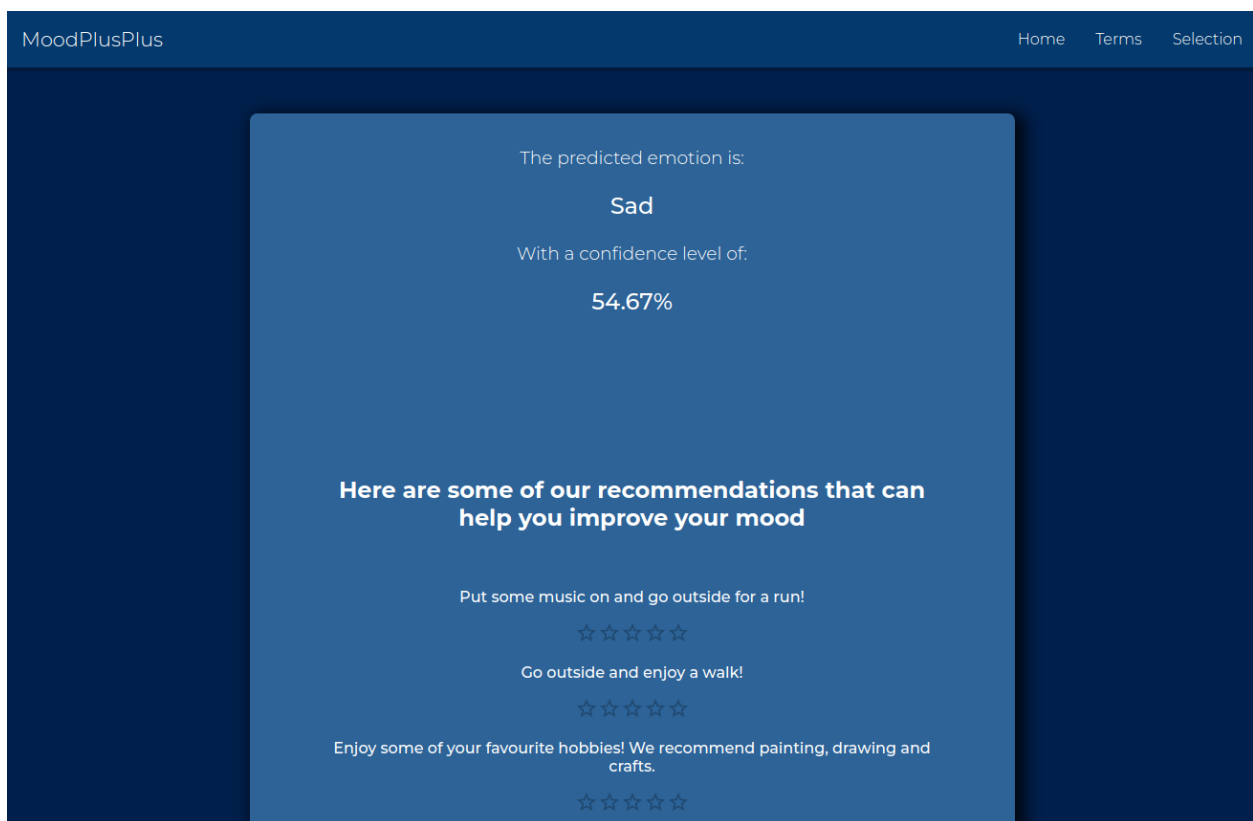 MoodPlusPlus
Home Terms Selection
The predicted emotion is:
Sad
With a confidence level of:
54.67%
Here are some of our recommendations that can
help you improve your mood
Put some music on and go outside for a run!
Go outside and enjoy a walk!
Enjoy some of your favourite hobbies! We recommend painting, drawing and
crafts.